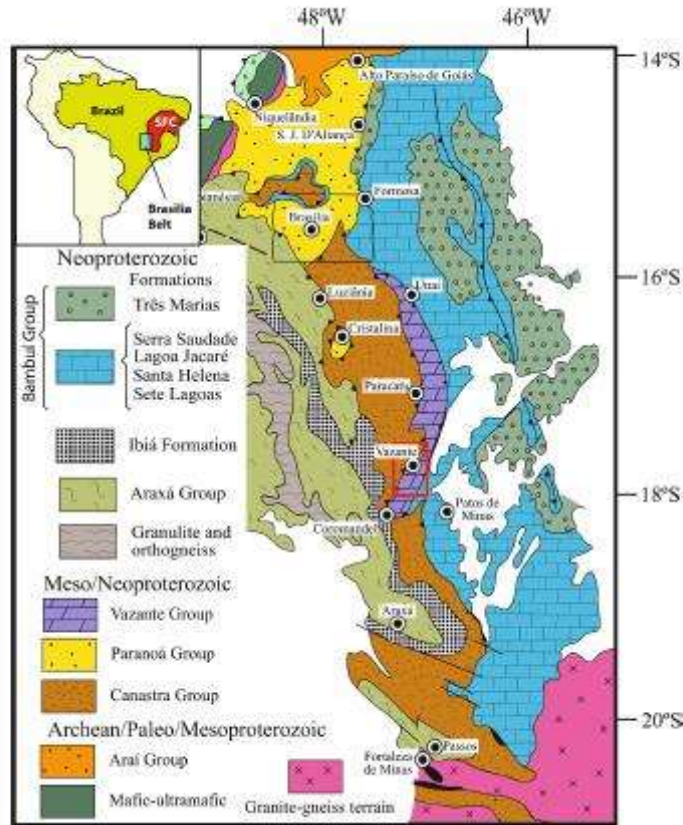 48°W
46°W
14°S
16°S
18°S
20°S
Brazil
SFC
Brasília
Belt
Alto Paraíso de Goiás
Niquelândia
S. J. D'Aliança
Formosa
Brasília
Luziânia
Unaí
Cristalina
Paracatu
Vazante
Coromandel
Patos de
Minas
Araxá
Passos
Fortaleza
de Minas
Neoproterozoic
Formations
Bambuí Group
Três Marias
Serra Saudade
Lagoa Jacaré
Santa Helena
Sete Lagoas
Ibiá Formation
Araxá Group
Granulite and
orthogneiss
Meso/Neoproterozoic
Vazante Group
Paranoá Group
Canastra Group
Archean/Paleo/Mesoproterozoic
Araí Group
Mafic-ultramafic
Granite-gneiss terrain